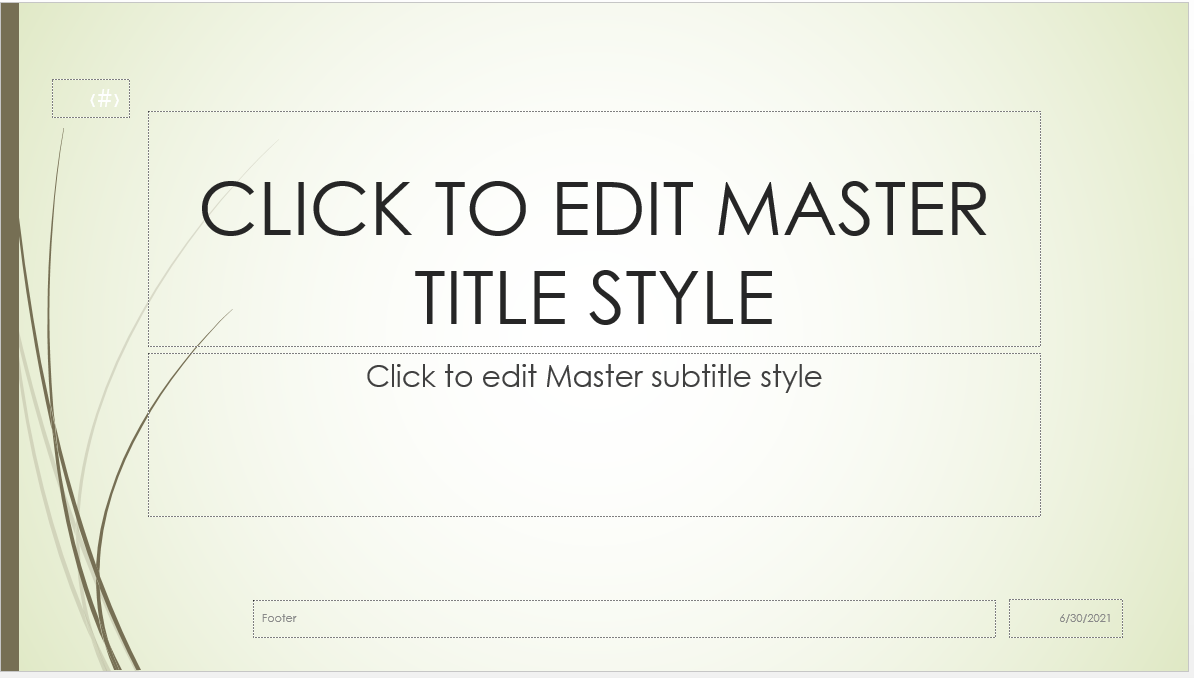 ‹#›
CLICK TO EDIT MASTER
TITLE STYLE
Click to edit Master subtitle style
Footer
6/30/2021